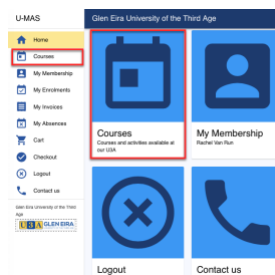 U-MAS
Glen Eira University of the Third Age
Home
Courses
My Membership
My Enrolments
My Invoices
My Absences
Cart
Checkout
Logout
Contact us
Glen Eira University of the Third
Age
U3A GLEN EIRA
Courses
Courses and activities available at
our U3A
My Membership
Rachel Van Run
Logout
Contact us